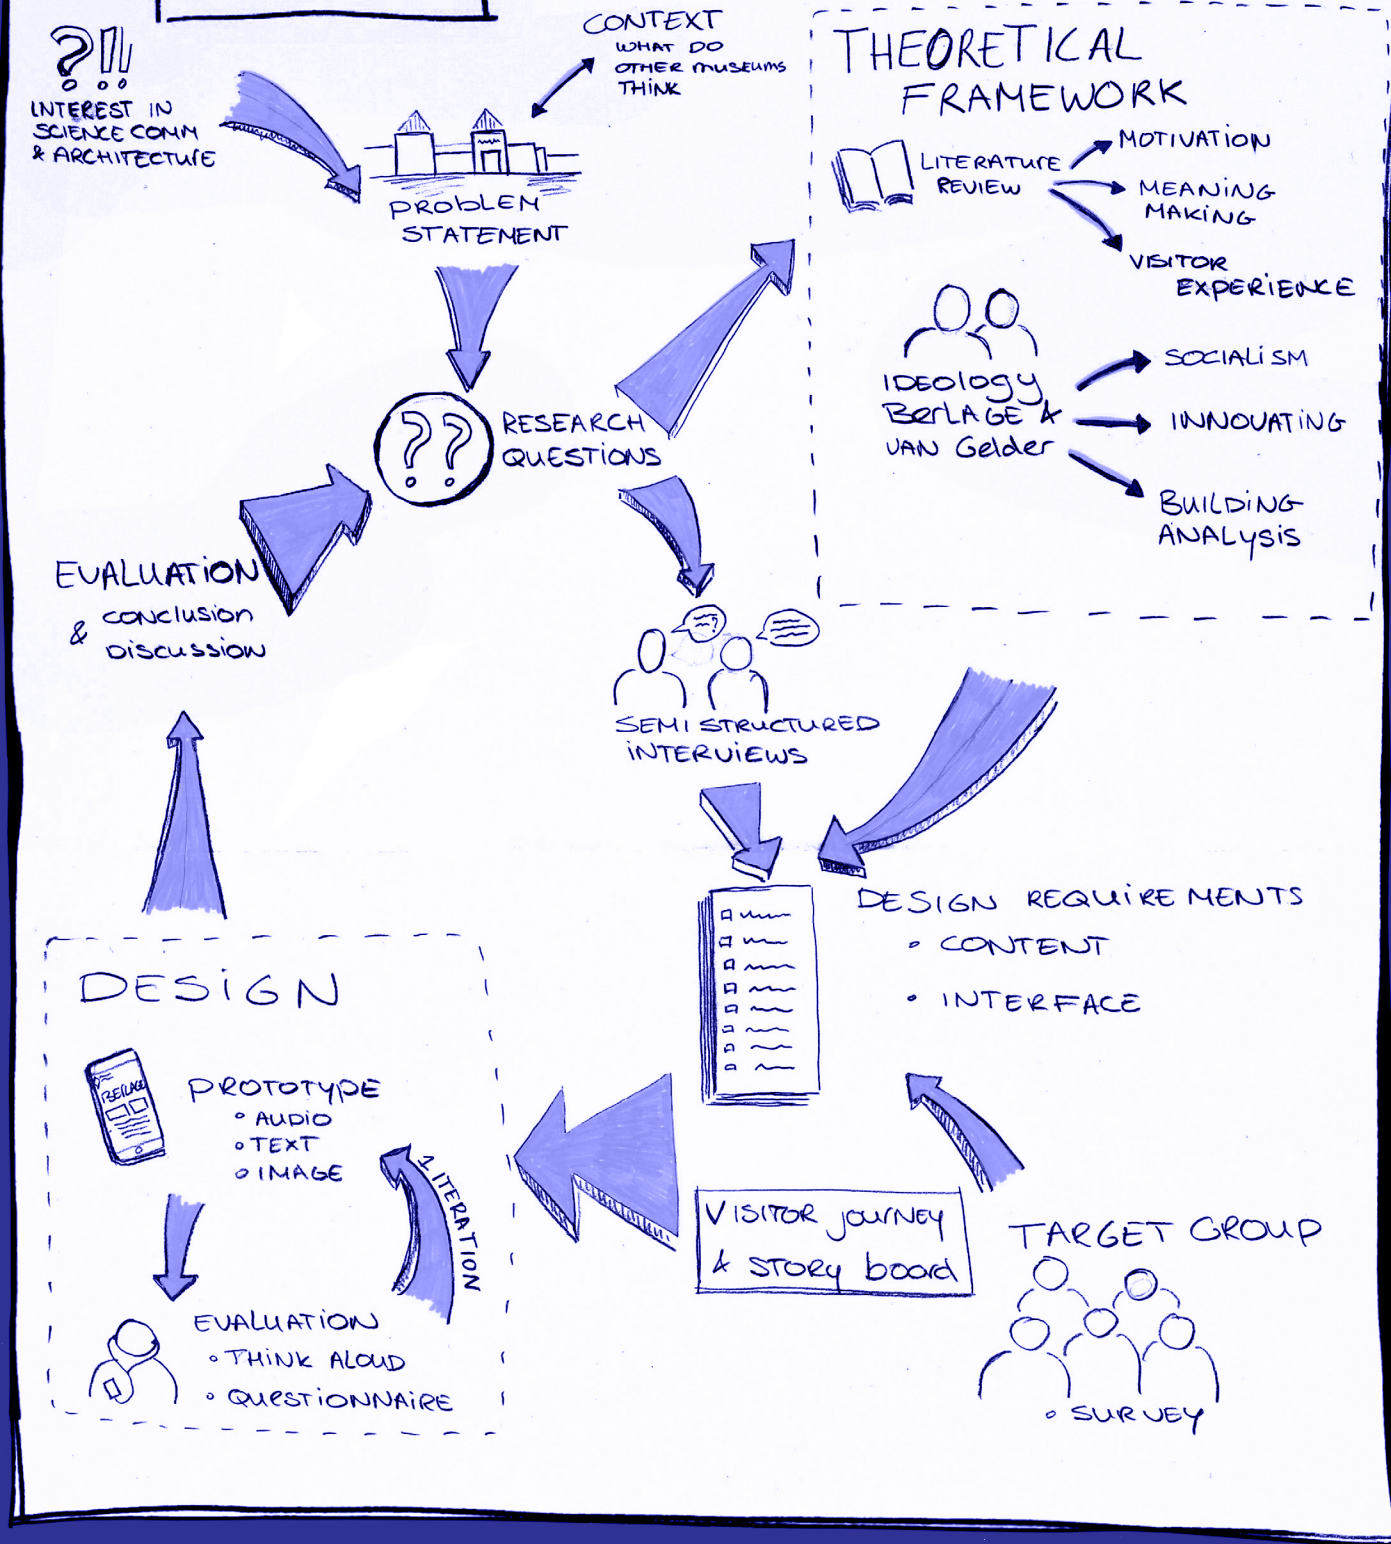 ?!!
INTEREST IN
SCIENCE COMM
& ARCHITECTURE
CONTEXT
WHAT DO
OTHER MUSEUMS
THINK
PROBLEM
STATEMENT
THEORETICAL
FRAMEWORK
LITERATURE
REVIEW
MOTIVATION
MEANING
MAKING
VISITOR
EXPERIENCE
IDEOLOGY
BERLAGE &
VAN Gelder
SOCIALISM
INNOVATING
BUILDING
ANALYSIS
??
RESEARCH
QUESTIONS
EVALUATION
& CONCLUSION
DISCUSSION
SEMI STRUCTURED
INTERVIEWS
DESIGN REQUIREMENTS
• CONTENT
• INTERFACE
DESIGN
BERLAGE
PROTOTYPE
• AUDIO
• TEXT
• IMAGE
1 ITERATION
EVALUATION
• THINK ALOUD
• QUESTIONNAIRE
VISITOR JOURNEY
& STORY board
TARGET GROUP
• SURVEY